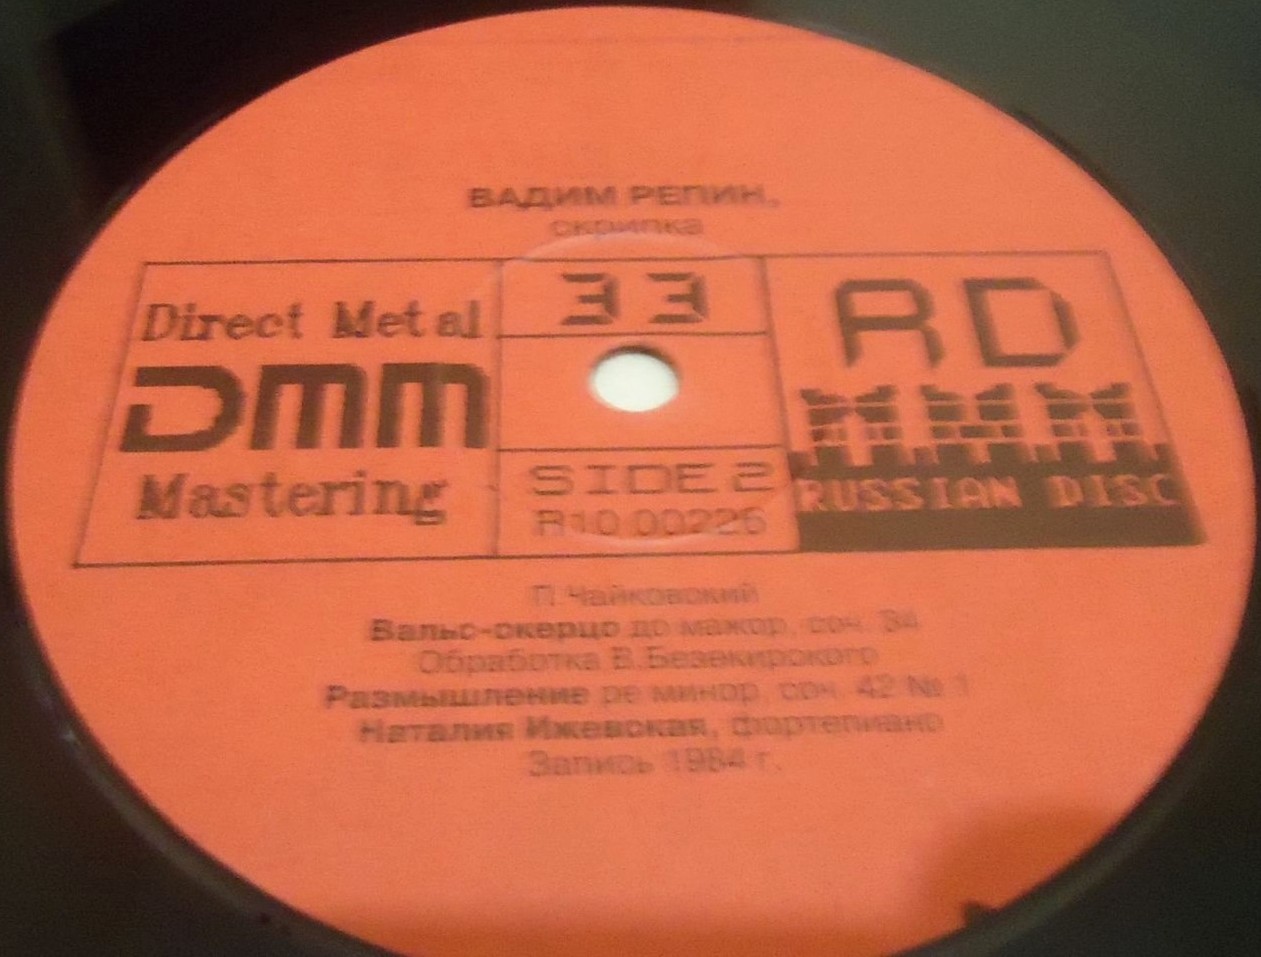 ВАДИМ РЕПИН,
скрипка
Direct Metal
DMM
Mastering
33
SIDE 2
R10 00226
RD
RUSSIAN DISC
П.Чайковский
Вальс-скерцо до мажор, соч. 34
Обработка В.Безекирского
Размышление ре минор, соч. 42 № 1
Наталия Ижевская, фортепиано
Запись 1984 г.